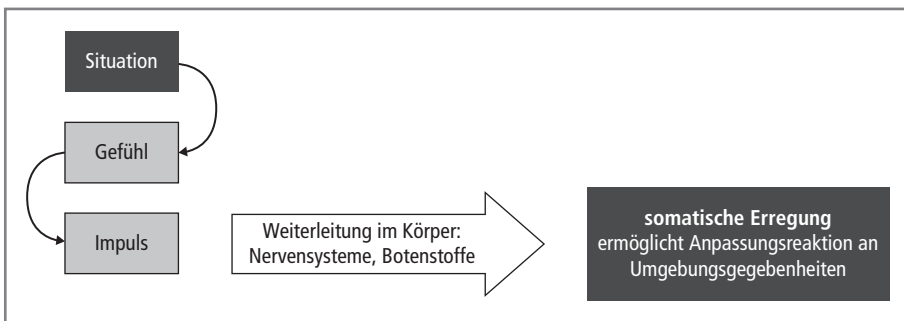 Situation
Gefühl
Impuls
Weiterleitung im Körper:
Nervensysteme, Botenstoffe
somatische Erregung
ermöglicht Anpassungsreaktion an
Umgebungsgegebenheiten